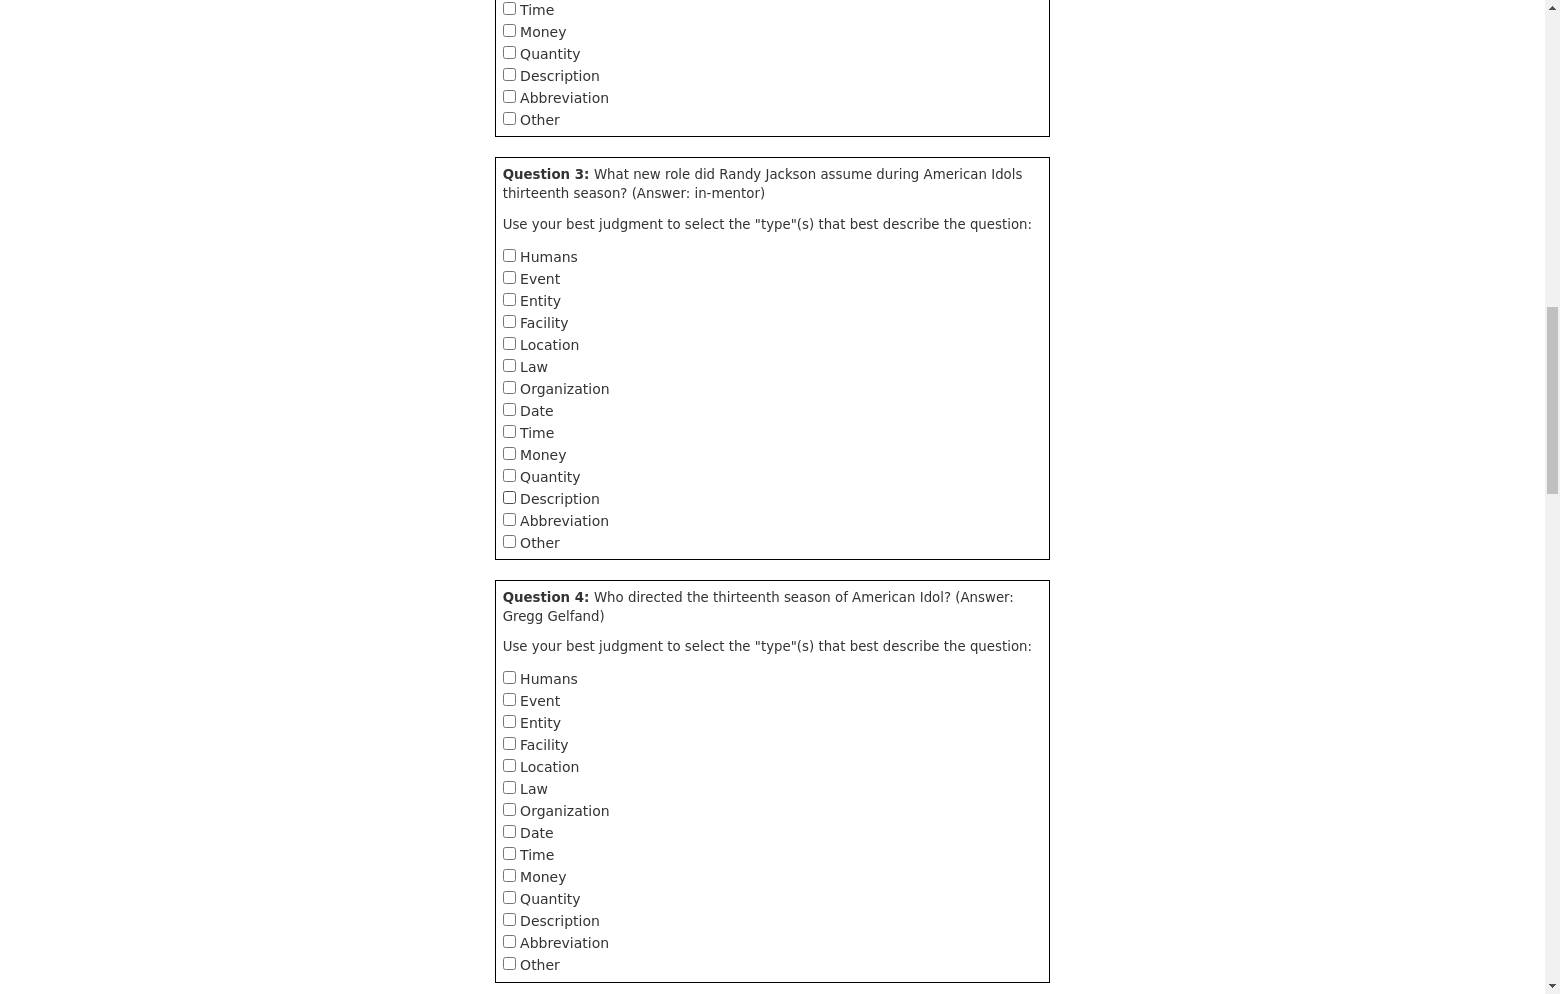 Time
Money
Quantity
Description
Abbreviation
Other
Question 3: What new role did Randy Jackson assume during American Idols
thirteenth season? (Answer: in-mentor)
Use your best judgment to select the "type"(s) that best describe the question:
Humans
Event
Entity
Facility
Location
Law
Organization
Date
Time
Money
Quantity
Description
Abbreviation
Other
Question 4: Who directed the thirteenth season of American Idol? (Answer:
Gregg Gelfand)
Use your best judgment to select the "type"(s) that best describe the question:
Humans
Event
Entity
Facility
Location
Law
Organization
Date
Time
Money
Quantity
Description
Abbreviation
Other